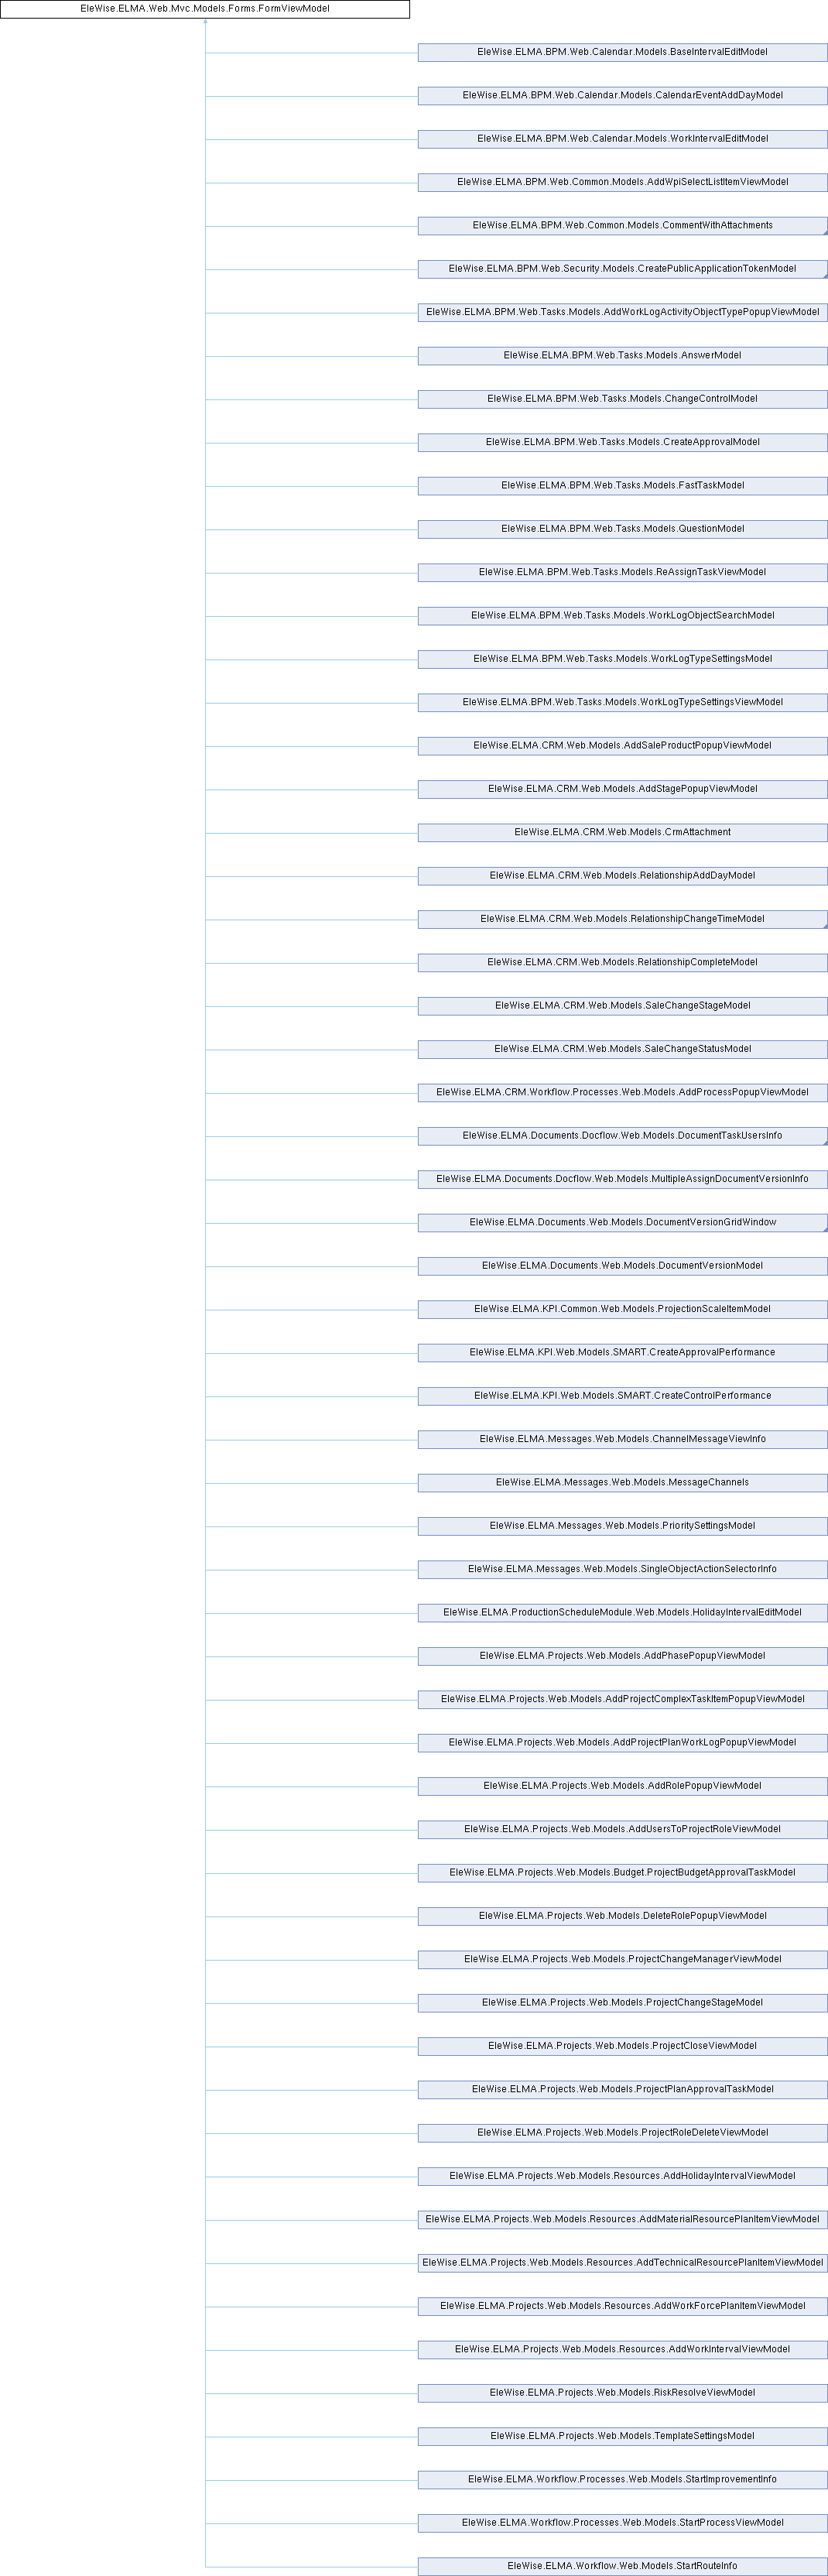 EleWise.ELMA.Web.Mvc.Models.Forms.FormViewModel
EleWise.ELMA.BPM.Web.Calendar.Models.BaseIntervalEditModel
EleWise.ELMA.BPM.Web.Calendar.Models.CalendarEventAddDayModel
EleWise.ELMA.BPM.Web.Calendar.Models.WorkIntervalEditModel
EleWise.ELMA.BPM.Web.Common.Models.AddWpiSelectListItemViewModel
EleWise.ELMA.BPM.Web.Common.Models.CommentWithAttachments
EleWise.ELMA.BPM.Web.Security.Models.CreatePublicApplicationTokenModel
EleWise.ELMA.BPM.Web.Tasks.Models.AddWorkLogActivityObjectTypePopupViewModel
EleWise.ELMA.BPM.Web.Tasks.Models.AnswerModel
EleWise.ELMA.BPM.Web.Tasks.Models.ChangeControlModel
EleWise.ELMA.BPM.Web.Tasks.Models.CreateApprovalModel
EleWise.ELMA.BPM.Web.Tasks.Models.FastTaskModel
EleWise.ELMA.BPM.Web.Tasks.Models.QuestionModel
EleWise.ELMA.BPM.Web.Tasks.Models.ReAssignTaskViewModel
EleWise.ELMA.BPM.Web.Tasks.Models.WorkLogObjectSearchModel
EleWise.ELMA.BPM.Web.Tasks.Models.WorkLogTypeSettingsModel
EleWise.ELMA.BPM.Web.Tasks.Models.WorkLogTypeSettingsViewModel
EleWise.ELMA.CRM.Web.Models.AddSaleProductPopupViewModel
EleWise.ELMA.CRM.Web.Models.AddStagePopupViewModel
EleWise.ELMA.CRM.Web.Models.CrmAttachment
EleWise.ELMA.CRM.Web.Models.RelationshipAddDayModel
EleWise.ELMA.CRM.Web.Models.RelationshipChangeTimeModel
EleWise.ELMA.CRM.Web.Models.RelationshipCompleteModel
EleWise.ELMA.CRM.Web.Models.SaleChangeStageModel
EleWise.ELMA.CRM.Web.Models.SaleChangeStatusModel
EleWise.ELMA.CRM.Workflow.Processes.Web.Models.AddProcessPopupViewModel
EleWise.ELMA.Documents.Docflow.Web.Models.DocumentTaskUsersInfo
EleWise.ELMA.Documents.Docflow.Web.Models.MultipleAssignDocumentVersionInfo
EleWise.ELMA.Documents.Web.Models.DocumentVersionGridWindow
EleWise.ELMA.Documents.Web.Models.DocumentVersionModel
EleWise.ELMA.KPI.Common.Web.Models.ProjectionScaleItemModel
EleWise.ELMA.KPI.Web.Models.SMART.CreateApprovalPerformance
EleWise.ELMA.KPI.Web.Models.SMART.CreateControlPerformance
EleWise.ELMA.Messages.Web.Models.ChannelMessageViewInfo
EleWise.ELMA.Messages.Web.Models.MessageChannels
EleWise.ELMA.Messages.Web.Models.PrioritySettingsModel
EleWise.ELMA.Messages.Web.Models.SingleObjectActionSelectorInfo
EleWise.ELMA.ProductionScheduleModule.Web.Models.HolidayIntervalEditModel
EleWise.ELMA.Projects.Web.Models.AddPhasePopupViewModel
EleWise.ELMA.Projects.Web.Models.AddProjectComplexTaskItemPopupViewModel
EleWise.ELMA.Projects.Web.Models.AddProjectPlanWorkLogPopupViewModel
EleWise.ELMA.Projects.Web.Models.AddRolePopupViewModel
EleWise.ELMA.Projects.Web.Models.AddUsersToProjectRoleViewModel
EleWise.ELMA.Projects.Web.Models.Budget.ProjectBudgetApprovalTaskModel
EleWise.ELMA.Projects.Web.Models.DeleteRolePopupViewModel
EleWise.ELMA.Projects.Web.Models.ProjectChangeManagerViewModel
EleWise.ELMA.Projects.Web.Models.ProjectChangeStageModel
EleWise.ELMA.Projects.Web.Models.ProjectCloseViewModel
EleWise.ELMA.Projects.Web.Models.ProjectPlanApprovalTaskModel
EleWise.ELMA.Projects.Web.Models.ProjectRoleDeleteViewModel
EleWise.ELMA.Projects.Web.Models.Resources.AddHolidayIntervalViewModel
EleWise.ELMA.Projects.Web.Models.Resources.AddMaterialResourcePlanItemViewModel
EleWise.ELMA.Projects.Web.Models.Resources.AddTechnicalResourcePlanItemViewModel
EleWise.ELMA.Projects.Web.Models.Resources.AddWorkForcePlanItemViewModel
EleWise.ELMA.Projects.Web.Models.Resources.AddWorkIntervalViewModel
EleWise.ELMA.Projects.Web.Models.RiskResolveViewModel
EleWise.ELMA.Projects.Web.Models.TemplateSettingsModel
EleWise.ELMA.Workflow.Processes.Web.Models.StartImprovementInfo
EleWise.ELMA.Workflow.Processes.Web.Models.StartProcessViewModel
EleWise.ELMA.Workflow.Web.Models.StartRouteInfo